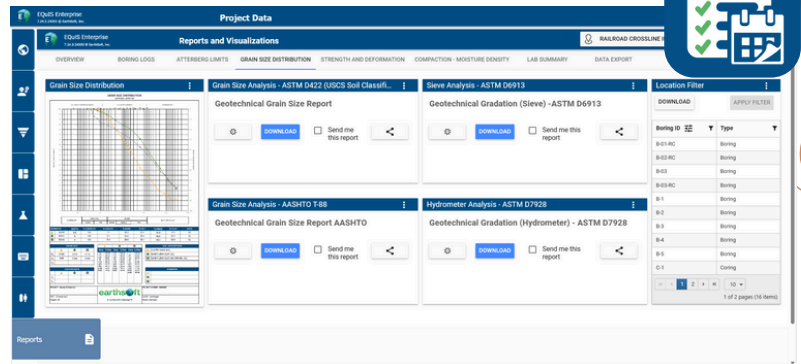 EQuIS Enterprise
Project Data
EQuIS Enterprise
Reports and Visualizations
RAILROAD CROSSLINE
OVERVIEW
BORING LOGS
ATTERBERG LIMITS
GRAIN SIZE DISTRIBUTION
STRENGTH AND DEFORMATION
COMPACTION - MOISTURE DENSITY
LAB SUMMARY
DATA EXPORT
Grain Size Distribution
Grain Size Analysis - ASTM D422 (USCS Soil Classifi...
Geotechnical Grain Size Report
DOWNLOAD
Send me
this report
Sieve Analysis - ASTM D6913
Geotechnical Gradation (Sieve) -ASTM D6913
DOWNLOAD
Send me this
report
Grain Size Analysis - AASHTO T-88
Geotechnical Grain Size Report AASHTO
DOWNLOAD
Send me
this report
Hydrometer Analysis - ASTM D7928
Geotechnical Gradation (Hydrometer) - ASTM D7928
DOWNLOAD
Send me this
report
Location Filter
DOWNLOAD
APPLY FILTER
Boring ID
Type
B-01-RC
Boring
B-02-RC
Boring
B-03
Boring
B-03-RC
Boring
B-1
Boring
B-2
Boring
B-3
Boring
B-4
Boring
B-5
Boring
C-1
Coring
1 2
10
1 of 2 pages (16 items)
earthsoft
Reports